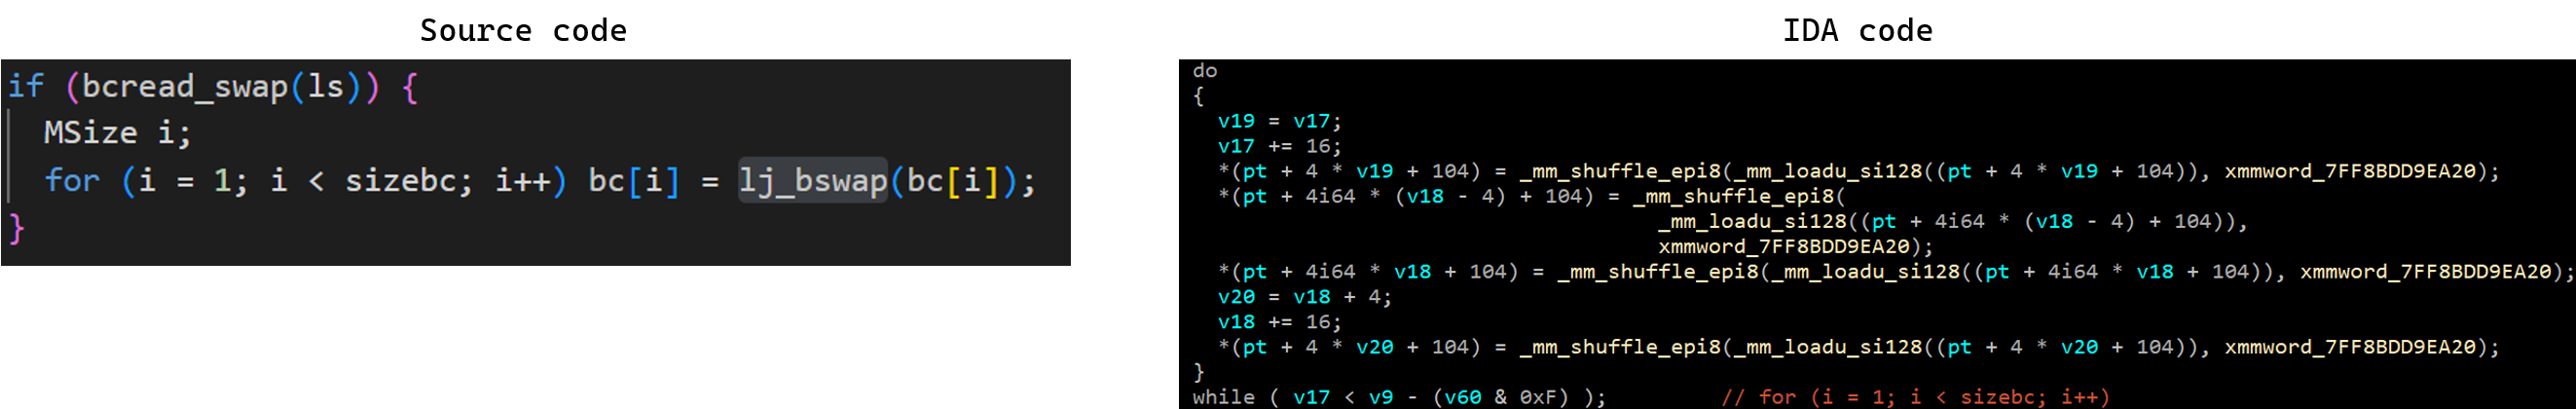 Source code
if (bcread_swap(ls)) {
MSize i;
for (i = 1; i < sizebc; i++) bc[i] = lj_bswap(bc[i]);
}
IDA code
do
{
v19 = v17;
v17 += 16;
*(pt + 4 * v19 + 104) = _mm_shuffle_epi8(_mm_loadu_si128((pt + 4 * v19 + 104)), xmmword_7FF8BDD9EA20);
*(pt + 4i64 * (v18 - 4) + 104) = _mm_shuffle_epi8(
_mm_loadu_si128((pt + 4i64 * (v18 - 4) + 104)),
xmmword_7FF8BDD9EA20);
*(pt + 4i64 * v18 + 104) = _mm_shuffle_epi8(_mm_loadu_si128((pt + 4i64 * v18 + 104)), xmmword_7FF8BDD9EA20);
v20 = v18 + 4;
v18 += 16;
*(pt + 4 * v20 + 104) = _mm_shuffle_epi8(_mm_loadu_si128((pt + 4 * v20 + 104)), xmmword_7FF8BDD9EA20);
}
while ( v17 < v9 - (v60 & 0xF) ); // for (i = 1; i < sizebc; i++)